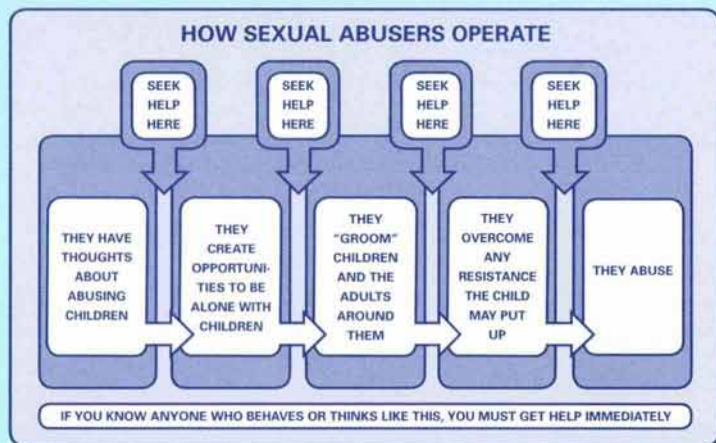 HOW SEXUAL ABUSERS OPERATE
SEEK
HELP
HERE
SEEK
HELP
HERE
SEEK
HELP
HERE
SEEK
HELP
HERE
THEY HAVE
THOUGHTS
ABOUT
ABUSING
CHILDREN
THEY
CREATE
OPPORTUNI-
TIES TO BE
ALONE WITH
CHILDREN
THEY
"GROOM"
CHILDREN
AND THE
ADULTS
AROUND
THEM
THEY
OVERCOME
ANY
RESISTANCE
THE CHILD
MAY PUT
UP
THEY ABUSE
IF YOU KNOW ANYONE WHO BEHAVES OR THINKS LIKE THIS, YOU MUST GET HELP IMMEDIATELY